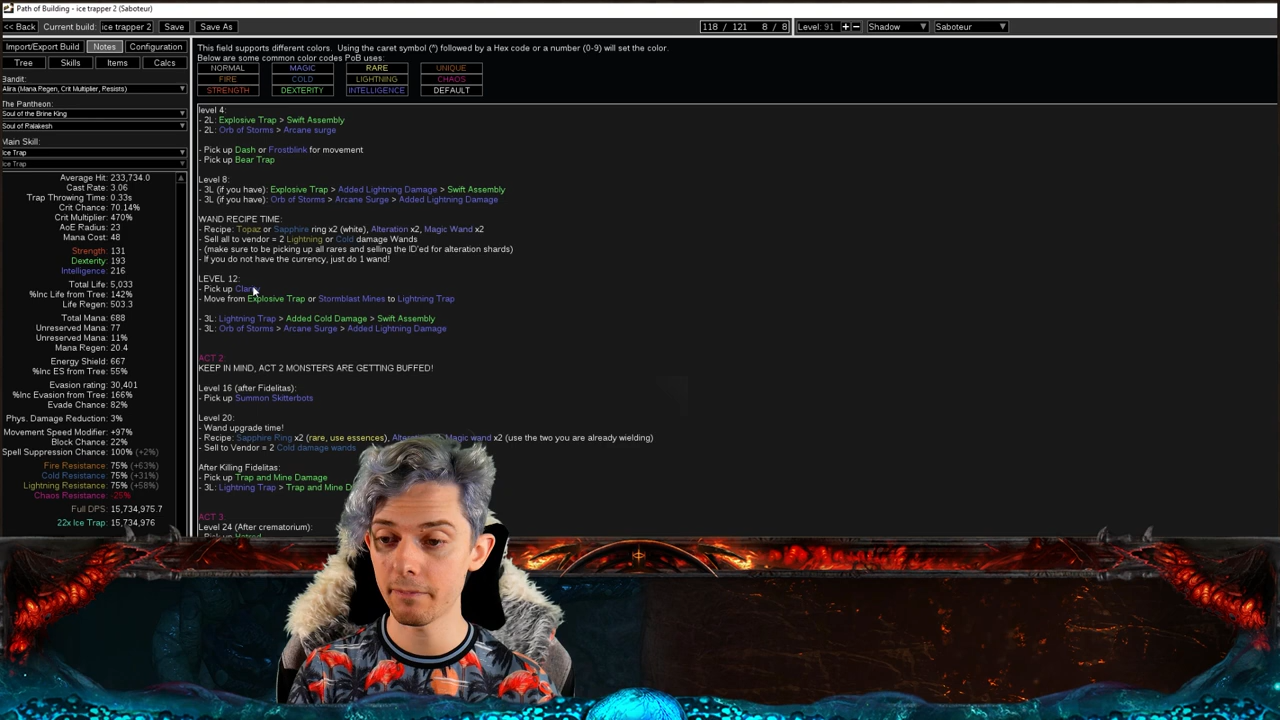 Path of Building - ice trapper 2 (Saboteur)
<< Back Current build: ice trapper 2 Save Save As 118 / 121 8 / 8 Level: 91 + - Shadow Saboteur
Import/Export Build Notes Configuration
Tree Skills Items Calcs
Bandit:
Alira (Mana Regen, Crit Multiplier, Resists)
The Pantheon:
Soul of the Brine King
Soul of Ralakesh
Main Skill:
Ice Trap
Ice Trap
Average Hit: 233,734.0
Cast Rate: 3.06
Trap Throwing Time: 0.33s
Crit Chance: 70.14%
Crit Multiplier: 470%
AoE Radius: 23
Mana Cost: 48
Strength: 131
Dexterity: 193
Intelligence: 216
Total Life: 5,033
%Inc Life from Tree: 142%
Life Regen: 503.3
Total Mana: 688
Unreserved Mana: 77
Unreserved Mana: 11%
Mana Regen: 20.4
Energy Shield: 667
%Inc ES from Tree: 55%
Evasion rating: 30,401
%Inc Evasion from Tree: 166%
Evade Chance: 82%
Phys. Damage Reduction: 3%
Movement Speed Modifier: +97%
Block Chance: 22%
Spell Suppression Chance: 100% (+2%)
Fire Resistance: 75% (+63%)
Cold Resistance: 75% (+31%)
Lightning Resistance: 75% (+58%)
Chaos Resistance: -25%
Full DPS: 15,734,975.7
22x Ice Trap: 15,734,976
This field supports different colors. Using the caret symbol (^) followed by a Hex code or a number (0-9) will set the color.
Below are some common color codes PoB uses:
NORMAL MAGIC RARE UNIQUE
FIRE COLD LIGHTNING CHAOS
STRENGTH DEXTERITY INTELLIGENCE DEFAULT
level 4:
- 2L: Explosive Trap > Swift Assembly
- 2L: Orb of Storms > Arcane surge
- Pick up Dash or Frostblink for movement
- Pick up Bear Trap
Level 8:
- 3L (if you have): Explosive Trap > Added Lightning Damage > Swift Assembly
- 3L (if you have): Orb of Storms > Arcane Surge > Added Lightning Damage
WAND RECIPE TIME:
- Recipe: Topaz or Sapphire ring x2 (white), Alteration x2, Magic Wand x2
- Sell all to vendor = 2 Lightning or Cold damage Wands
- (make sure to be picking up all rares and selling the ID'ed for alteration shards)
- If you do not have the currency, just do 1 wand!
LEVEL 12:
- Pick up Clarity
- Move from Explosive Trap or Stormblast Mines to Lightning Trap
- 3L: Lightning Trap > Added Cold Damage > Swift Assembly
- 3L: Orb of Storms > Arcane Surge > Added Lightning Damage
ACT 2:
KEEP IN MIND, ACT 2 MONSTERS ARE GETTING BUFFED!
Level 16 (after Fidelitas):
- Pick up Summon Skitterbots
Level 20:
- Wand upgrade time!
- Recipe: Sapphire Ring x2 (rare, use essences), Magic wand x2 (use the two you are already wielding)
- Sell to Vendor = 2 Cold damage wands
After Killing Fidelitas:
- Pick up Trap and Mine Damage
- 3L: Lightning Trap > Trap and Mine D
ACT 3:
Level 24 (After crematorium):
- Pick up Hatred